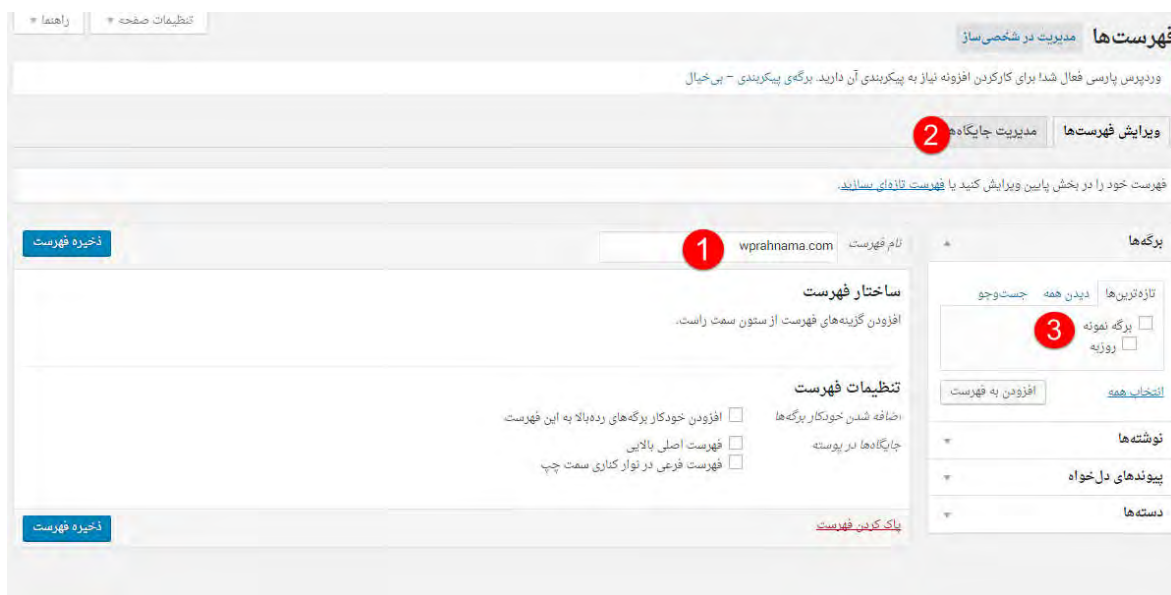 راهنما تنظیمات صفحه
فهرست‌ها مدیریت در شخصی‌ساز
وردپرس پارسی فعال شد! برای کارکردن افزونه نیاز به پیکربندی آن دارید. برگه‌ی پیکربندی – بی‌خیال
ویرایش فهرست‌ها مدیریت جایگاه‌ه 2
فهرست خود را در بخش پایین ویرایش کنید یا فهرست تازه‌ای بسازید.
برگه‌ها
تازه‌ترین‌ها دیدن همه جست‌وجو
برگه نمونه
روزبه
3
انتخاب همه افزودن به فهرست
نوشته‌ها
پیوندهای دل‌خواه
دسته‌ها
نام فهرست wprahnama.com 1 ذخیره فهرست
ساختار فهرست
افزودن گزینه‌های فهرست از ستون سمت راست.
تنظیمات فهرست
اضافه شدن خودکار برگه‌ها افزودن خودکار برگه‌های رده‌بالا به این فهرست
جایگاه‌ها در پوسته فهرست اصلی بالایی
فهرست فرعی در نوار کناری سمت چپ
پاک کردن فهرست ذخیره فهرست